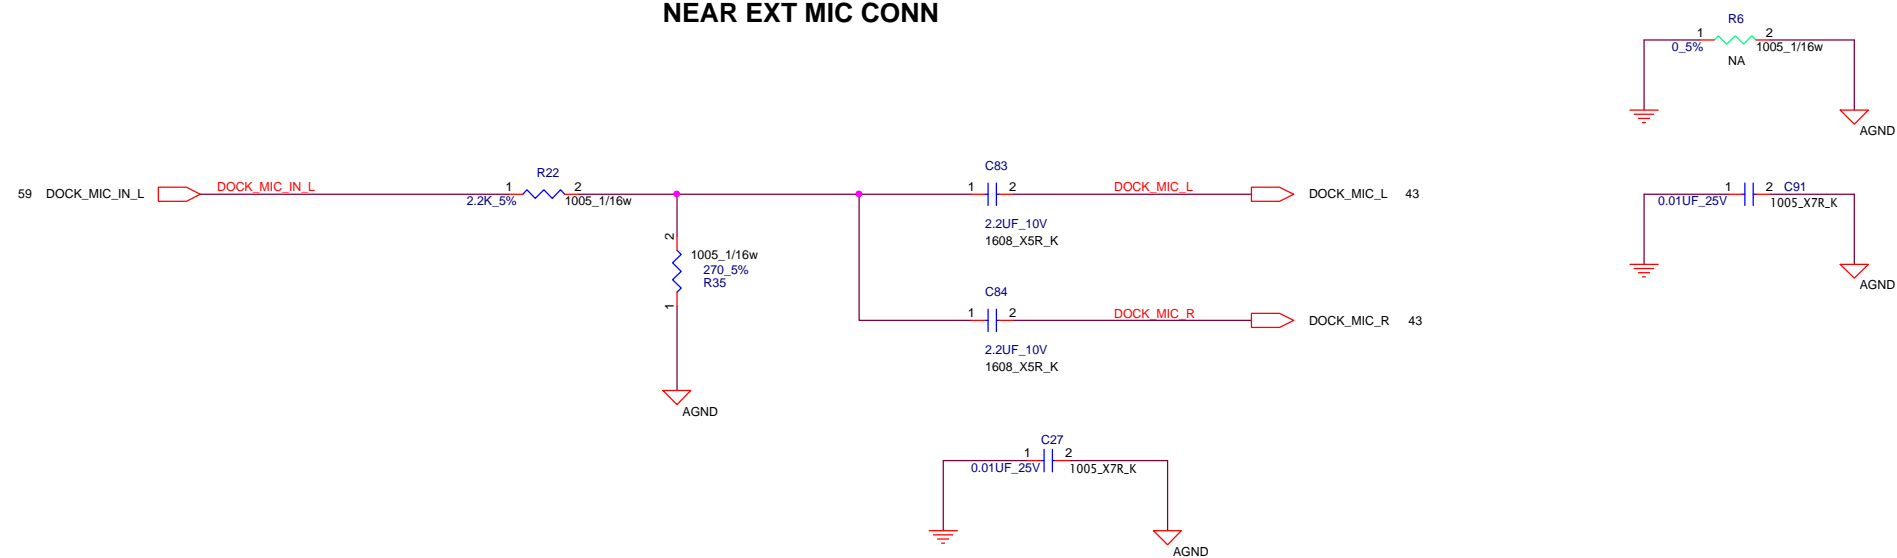 NEAR EXT MIC CONN
R6
1 2
0_5% 1005_1/16w
NA
AGND
59 DOCK_MIC_IN_L DOCK_MIC_IN_L
R22
1 2
2.2K_5% 1005_1/16w
C83
1 2
2.2UF_10V
1608_X5R_K
DOCK_MIC_L
DOCK_MIC_L 43
1 2 C91
0.01UF_25V 1005_X7R_K
AGND
2
1005_1/16w
270_5%
R35
1
AGND
C84
1 2
2.2UF_10V
1608_X5R_K
DOCK_MIC_R
DOCK_MIC_R 43
C27
1 2
0.01UF_25V 1005_X7R_K
AGND